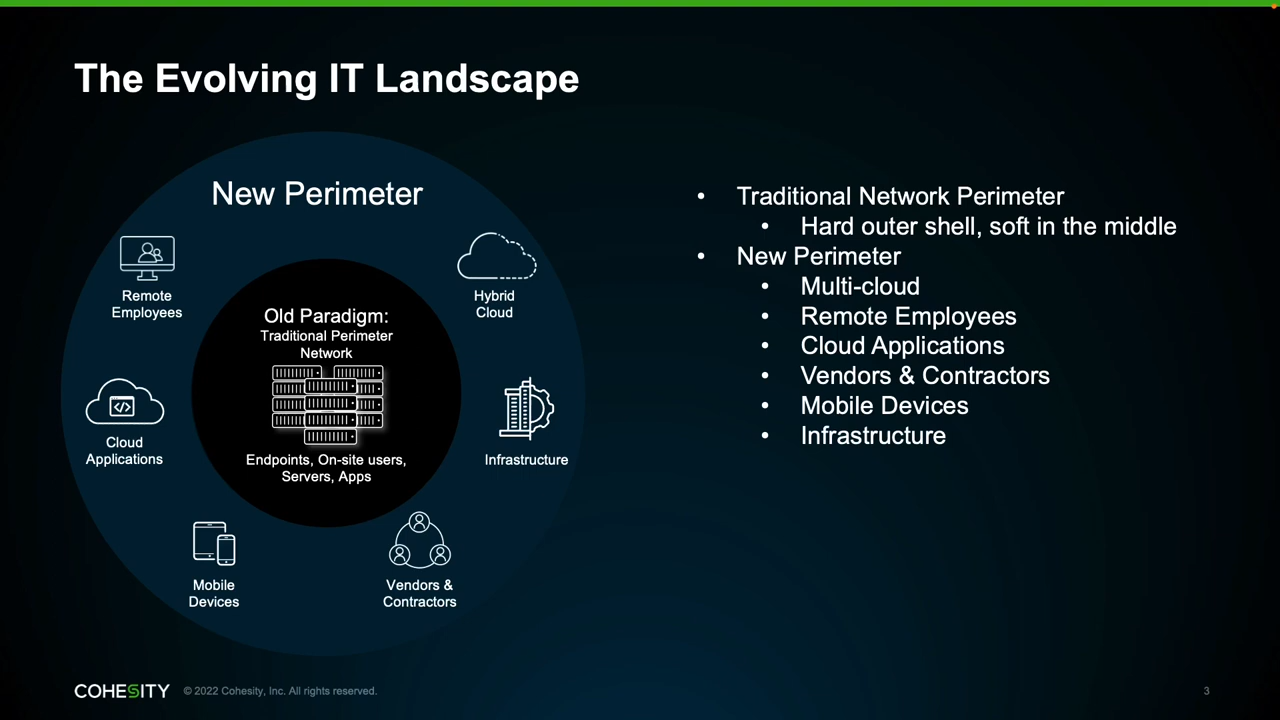 The Evolving IT Landscape
New Perimeter
Remote
Employees
Hybrid
Cloud
Old Paradigm:
Traditional Perimeter
Network
Cloud
Applications
Infrastructure
Endpoints, On-site users,
Servers, Apps
Mobile
Devices
Vendors &
Contractors
• Traditional Network Perimeter
• Hard outer shell, soft in the middle
• New Perimeter
• Multi-cloud
• Remote Employees
• Cloud Applications
• Vendors & Contractors
• Mobile Devices
• Infrastructure
COHESITY © 2022 Cohesity, Inc. All rights reserved.
3